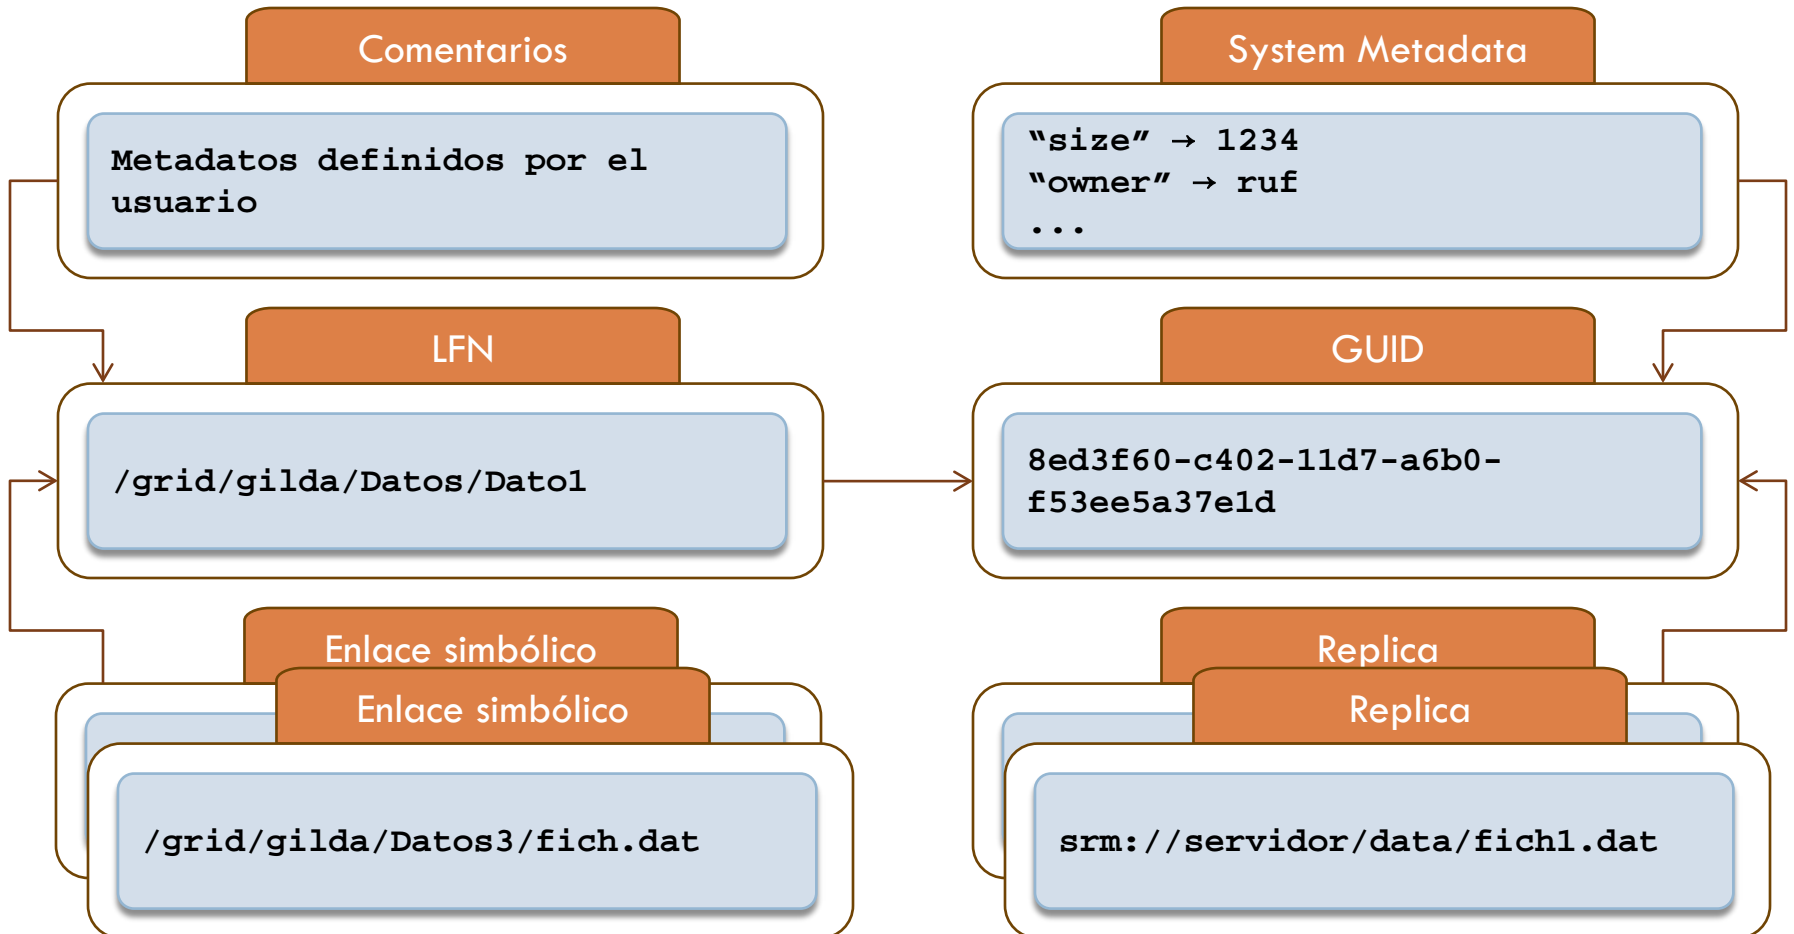 Comentarios
Metadatos definidos por el
usuario
System Metadata
“size” → 1234
“owner” → ruf
...
LFN
/grid/gilda/Datos/Dato1
GUID
8ed3f60-c402-11d7-a6b0-
f53ee5a37e1d
Enlace simbólico
Enlace simbólico
/grid/gilda/Datos3/fich.dat
Replica
Replica
srm://servidor/data/fich1.dat